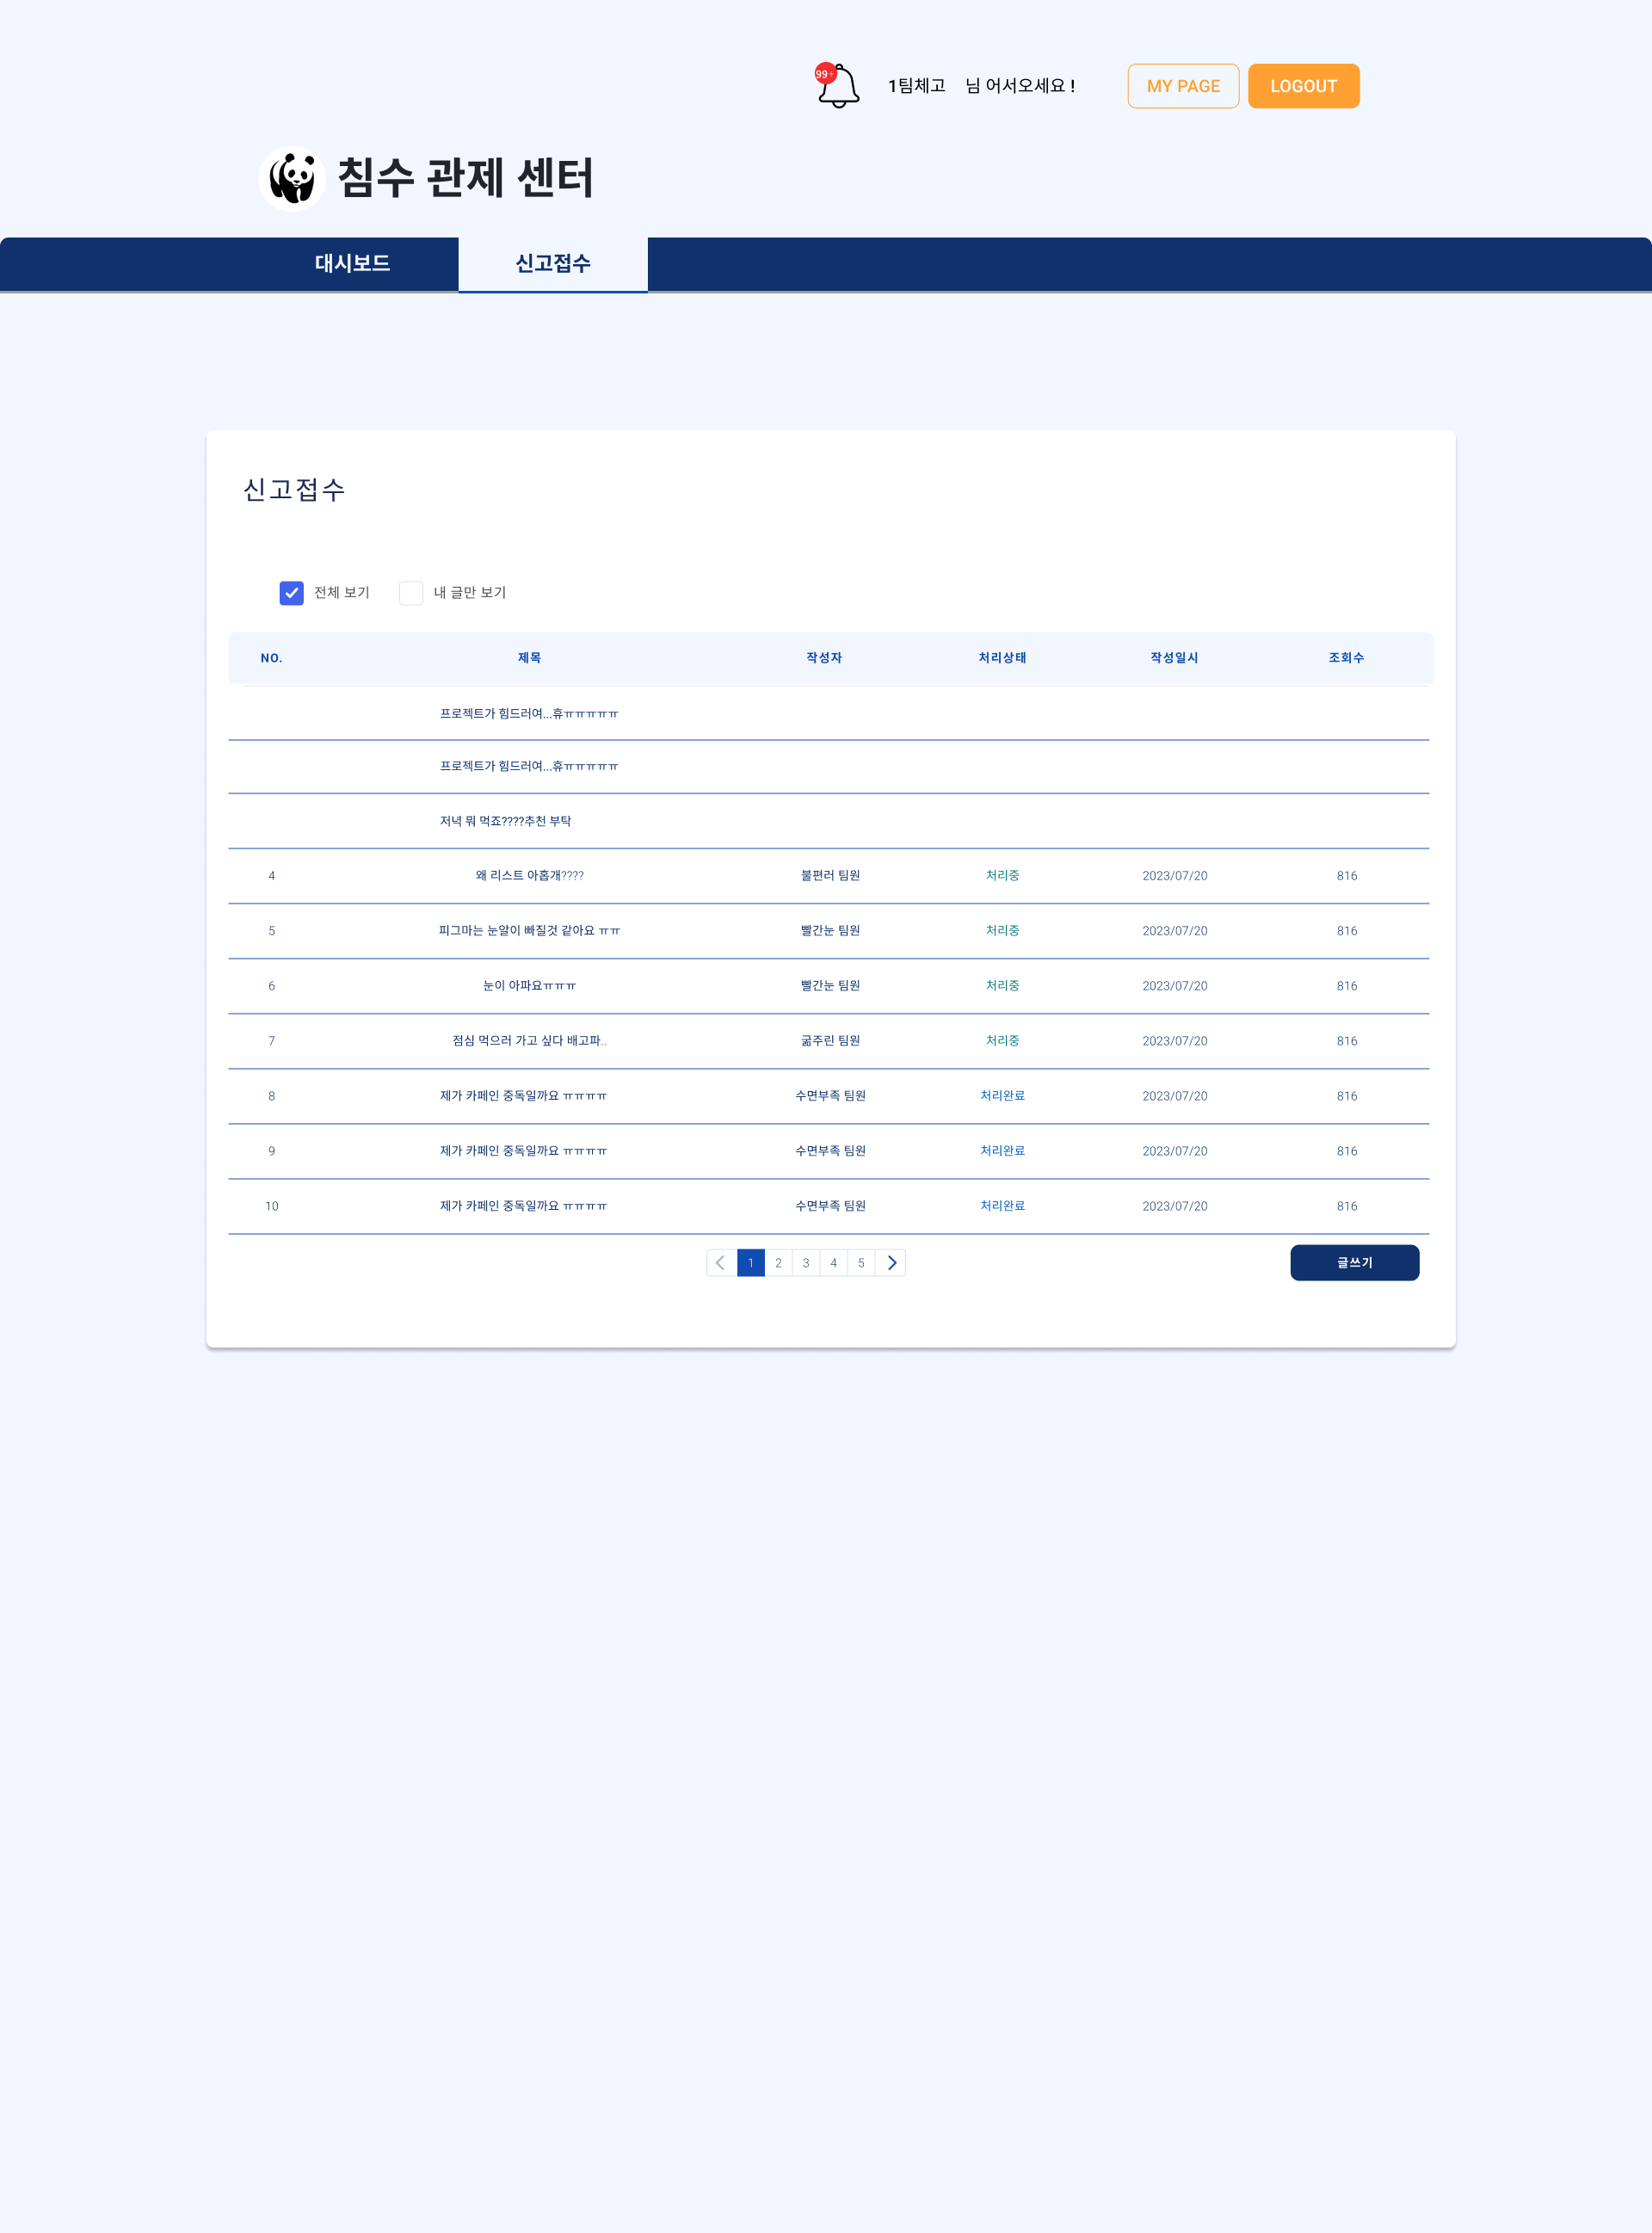 99+
1팀체고 님 어서오세요 !
MY PAGE
LOGOUT
침수 관제 센터
대시보드
신고접수
신고접수
전체 보기
내 글만 보기
NO. 제목 작성자 처리상태 작성일시 조회수
프로젝트가 힘드러여...휴ㅠㅠㅠㅠㅠ
프로젝트가 힘드러여...휴ㅠㅠㅠㅠㅠ
저녁 뭐 먹죠????추천 부탁
4 왜 리스트 아홉개???? 불편러 팀원 처리중 2023/07/20 816
5 피그마는 눈알이 빠질것 같아요 ㅠㅠ 빨간눈 팀원 처리중 2023/07/20 816
6 눈이 아파요ㅠㅠㅠ 빨간눈 팀원 처리중 2023/07/20 816
7 점심 먹으러 가고 싶다 배고파.. 굶주린 팀원 처리중 2023/07/20 816
8 제가 카페인 중독일까요 ㅠㅠㅠㅠ 수면부족 팀원 처리완료 2023/07/20 816
9 제가 카페인 중독일까요 ㅠㅠㅠㅠ 수면부족 팀원 처리완료 2023/07/20 816
10 제가 카페인 중독일까요 ㅠㅠㅠㅠ 수면부족 팀원 처리완료 2023/07/20 816
1 2 3 4 5
글쓰기